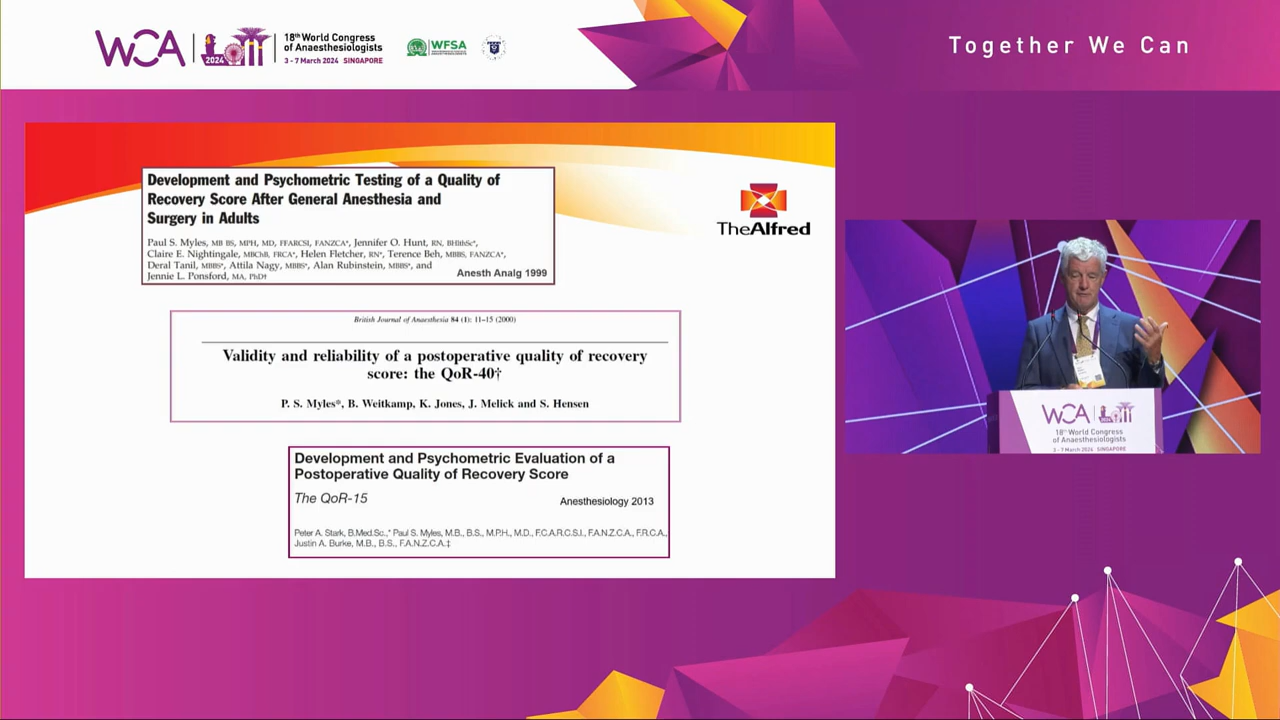 WCA
2024
18th World Congress
of Anaesthesiologists
3 - 7 March 2024 SINGAPORE
WFSA
Together We Can
Development and Psychometric Testing of a Quality of
Recovery Score After General Anesthesia and
Surgery in Adults
Paul S. Myles, MB BS, MPH, MD, FFARCSI, FANZCA*, Jennifer O. Hunt, RN, BHlthSc*,
Claire E. Nightingale, MBChB, FRCA*, Helen Fletcher, RN*, Terence Beh, MBBS, FANZCA*,
Deral Tanil, MBBS*, Attila Nagy, MBBS*, Alan Rubinstein, MBBS*, and
Jennie L. Ponsford, MA, PhD†
Anesth Analg 1999
TheAlfred
British Journal of Anaesthesia 84 (1): 11–15 (2000)
Validity and reliability of a postoperative quality of recovery
score: the QoR-40†
P. S. Myles*, B. Weitkamp, K. Jones, J. Melick and S. Hensen
Development and Psychometric Evaluation of a
Postoperative Quality of Recovery Score
The QoR-15
Anesthesiology 2013
Peter A. Stark, B.Med.Sc.,* Paul S. Myles, M.B., B.S., M.P.H., M.D., F.C.A.R.C.S.I., F.A.N.Z.C.A., F.R.C.A.,
Justin A. Burke, M.B., B.S., F.A.N.Z.C.A.‡
WCA
18th World Congress
of Anaesthesiologists
3 - 7 March 2024 SINGAPORE